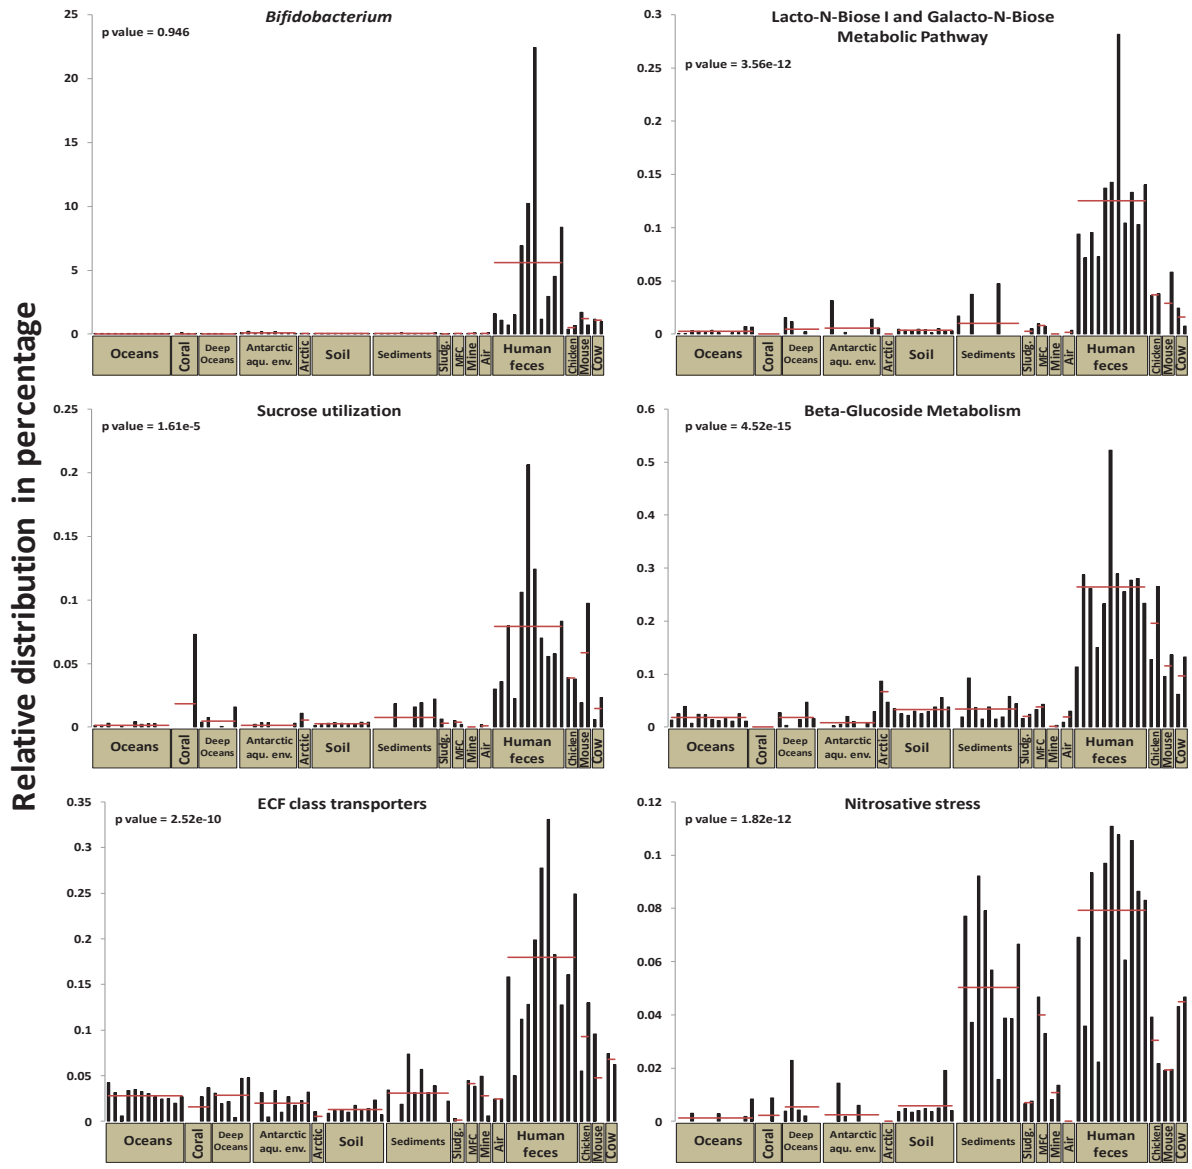 Relative distribution in percentage
Bifidobacterium
p value = 0.946
25
20
15
10
5
0
Oceans
Coral
Deep
Oceans
Antarctic
aqu. env.
Arctic
Soil
Sediments
Sludg.
MFC
Mine
Air
Human
feces
Chicken
Mouse
Cow
Lacto-N-Biose I and Galacto-N-Biose
Metabolic Pathway
p value = 3.56e-12
0.3
0.25
0.2
0.15
0.1
0.05
0
Oceans
Coral
Deep
Oceans
Antarctic
aqu. env.
Arctic
Soil
Sediments
Sludg.
MFC
Mine
Air
Human
feces
Chicken
Mouse
Cow
Sucrose utilization
p value = 1.61e-5
0.25
0.2
0.15
0.1
0.05
0
Oceans
Coral
Deep
Oceans
Antarctic
aqu. env.
Arctic
Soil
Sediments
Sludg.
MFC
Mine
Air
Human
feces
Chicken
Mouse
Cow
Beta-Glucoside Metabolism
p value = 4.52e-15
0.6
0.5
0.4
0.3
0.2
0.1
0
Oceans
Coral
Deep
Oceans
Antarctic
aqu. env.
Arctic
Soil
Sediments
Sludg.
MFC
Mine
Air
Human
feces
Chicken
Mouse
Cow
ECF class transporters
p value = 2.52e-10
0.35
0.3
0.25
0.2
0.15
0.1
0.05
0
Oceans
Coral
Deep
Oceans
Antarctic
aqu. env.
Arctic
Soil
Sediments
Sludg.
MFC
Mine
Air
Human
feces
Chicken
Mouse
Cow
Nitrosative stress
p value = 1.82e-12
0.12
0.1
0.08
0.06
0.04
0.02
0
Oceans
Coral
Deep
Oceans
Antarctic
aqu. env.
Arctic
Soil
Sediments
Sludg.
MFC
Mine
Air
Human
feces
Chicken
Mouse
Cow